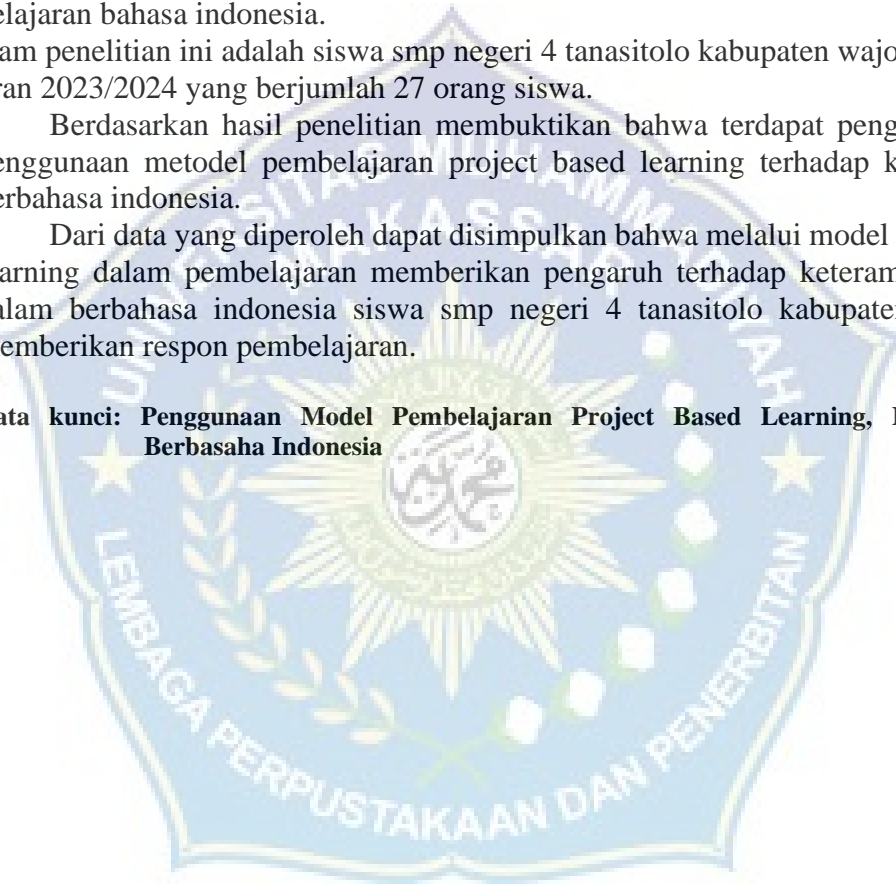 elajaran bahasa indonesia.
am penelitian ini adalah siswa smp negeri 4 tanasitolo kabupaten wajo
ran 2023/2024 yang berjumlah 27 orang siswa.
Berdasarkan hasil penelitian membuktikan bahwa terdapat peng
enggunaan metodel pembelajaran project based learning terhadap k
erbahasa indonesia.
Dari data yang diperoleh dapat disimpulkan bahwa melalui model
arning dalam pembelajaran memberikan pengaruh terhadap keteram
alam berbahasa indonesia siswa smp negeri 4 tanasitolo kabupaten
emberikan respon pembelajaran.
ata kunci: Penggunaan Model Pembelajaran Project Based Learning,
Berbasaha Indonesia
UNIVERSITAS MUHAMMADIYAH
MAKASSAR
LEMBAGA PERPUSTAKAAN DAN PENERBITAN